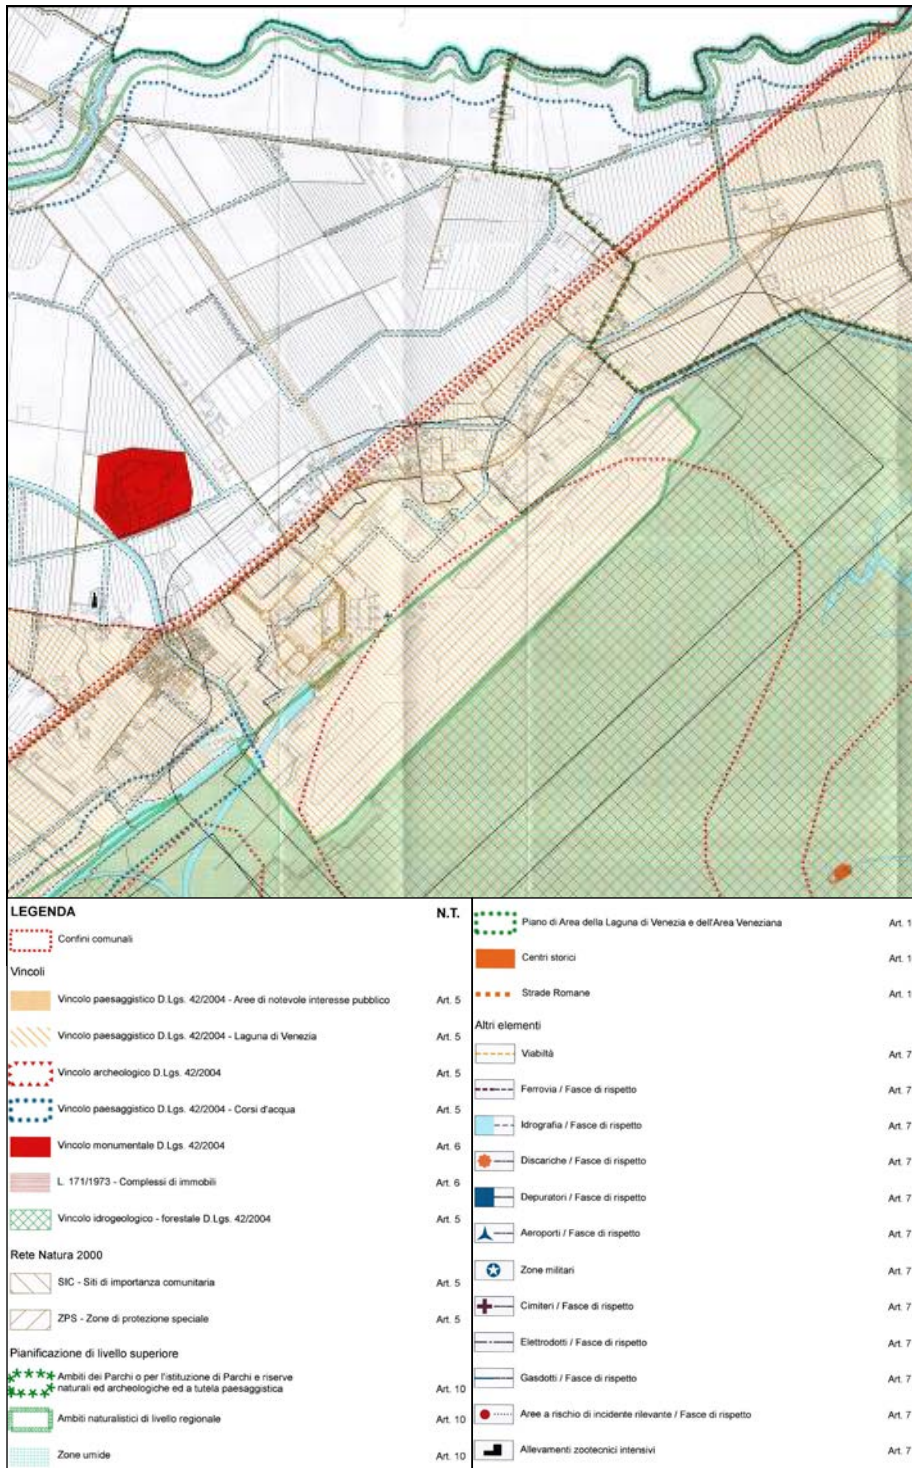 LEGENDA N.T.
Confini comunali
Vincoli
Vincolo paesaggistico D.Lgs. 42/2004 - Aree di notevole interesse pubblico Art. 5
Vincolo paesaggistico D.Lgs. 42/2004 - Laguna di Venezia Art. 5
Vincolo archeologico D.Lgs. 42/2004 Art. 5
Vincolo paesaggistico D.Lgs. 42/2004 - Corsi d'acqua Art. 5
Vincolo monumentale D.Lgs. 42/2004 Art. 6
L. 171/1973 - Complessi di immobili Art. 6
Vincolo idrogeologico - forestale D.Lgs. 42/2004 Art. 5
Rete Natura 2000
SIC - Siti di importanza comunitaria Art. 5
ZPS - Zone di protezione speciale Art. 5
Pianificazione di livello superiore
Ambiti dei Parchi o per l'istituzione di Parchi e riserve
naturali ed archeologiche ed a tutela paesaggistica Art. 10
Ambiti naturalistici di livello regionale Art. 10
Zone umide Art. 10
Piano di Area della Laguna di Venezia e dell'Area Veneziana Art. 1
Centri storici Art. 1
Strade Romane Art. 1
Altri elementi
Viabiltà Art. 7
Ferrovia / Fasce di rispetto Art. 7
Idrografia / Fasce di rispetto Art. 7
Discariche / Fasce di rispetto Art. 7
Depuratori / Fasce di rispetto Art. 7
Aeroporti / Fasce di rispetto Art. 7
Zone militari Art. 7
Cimiteri / Fasce di rispetto Art. 7
Elettrodotti / Fasce di rispetto Art. 7
Gasdotti / Fasce di rispetto Art. 7
Aree a rischio di incidente rilevante / Fasce di rispetto Art. 7
Allevamenti zootecnici intensivi Art. 7